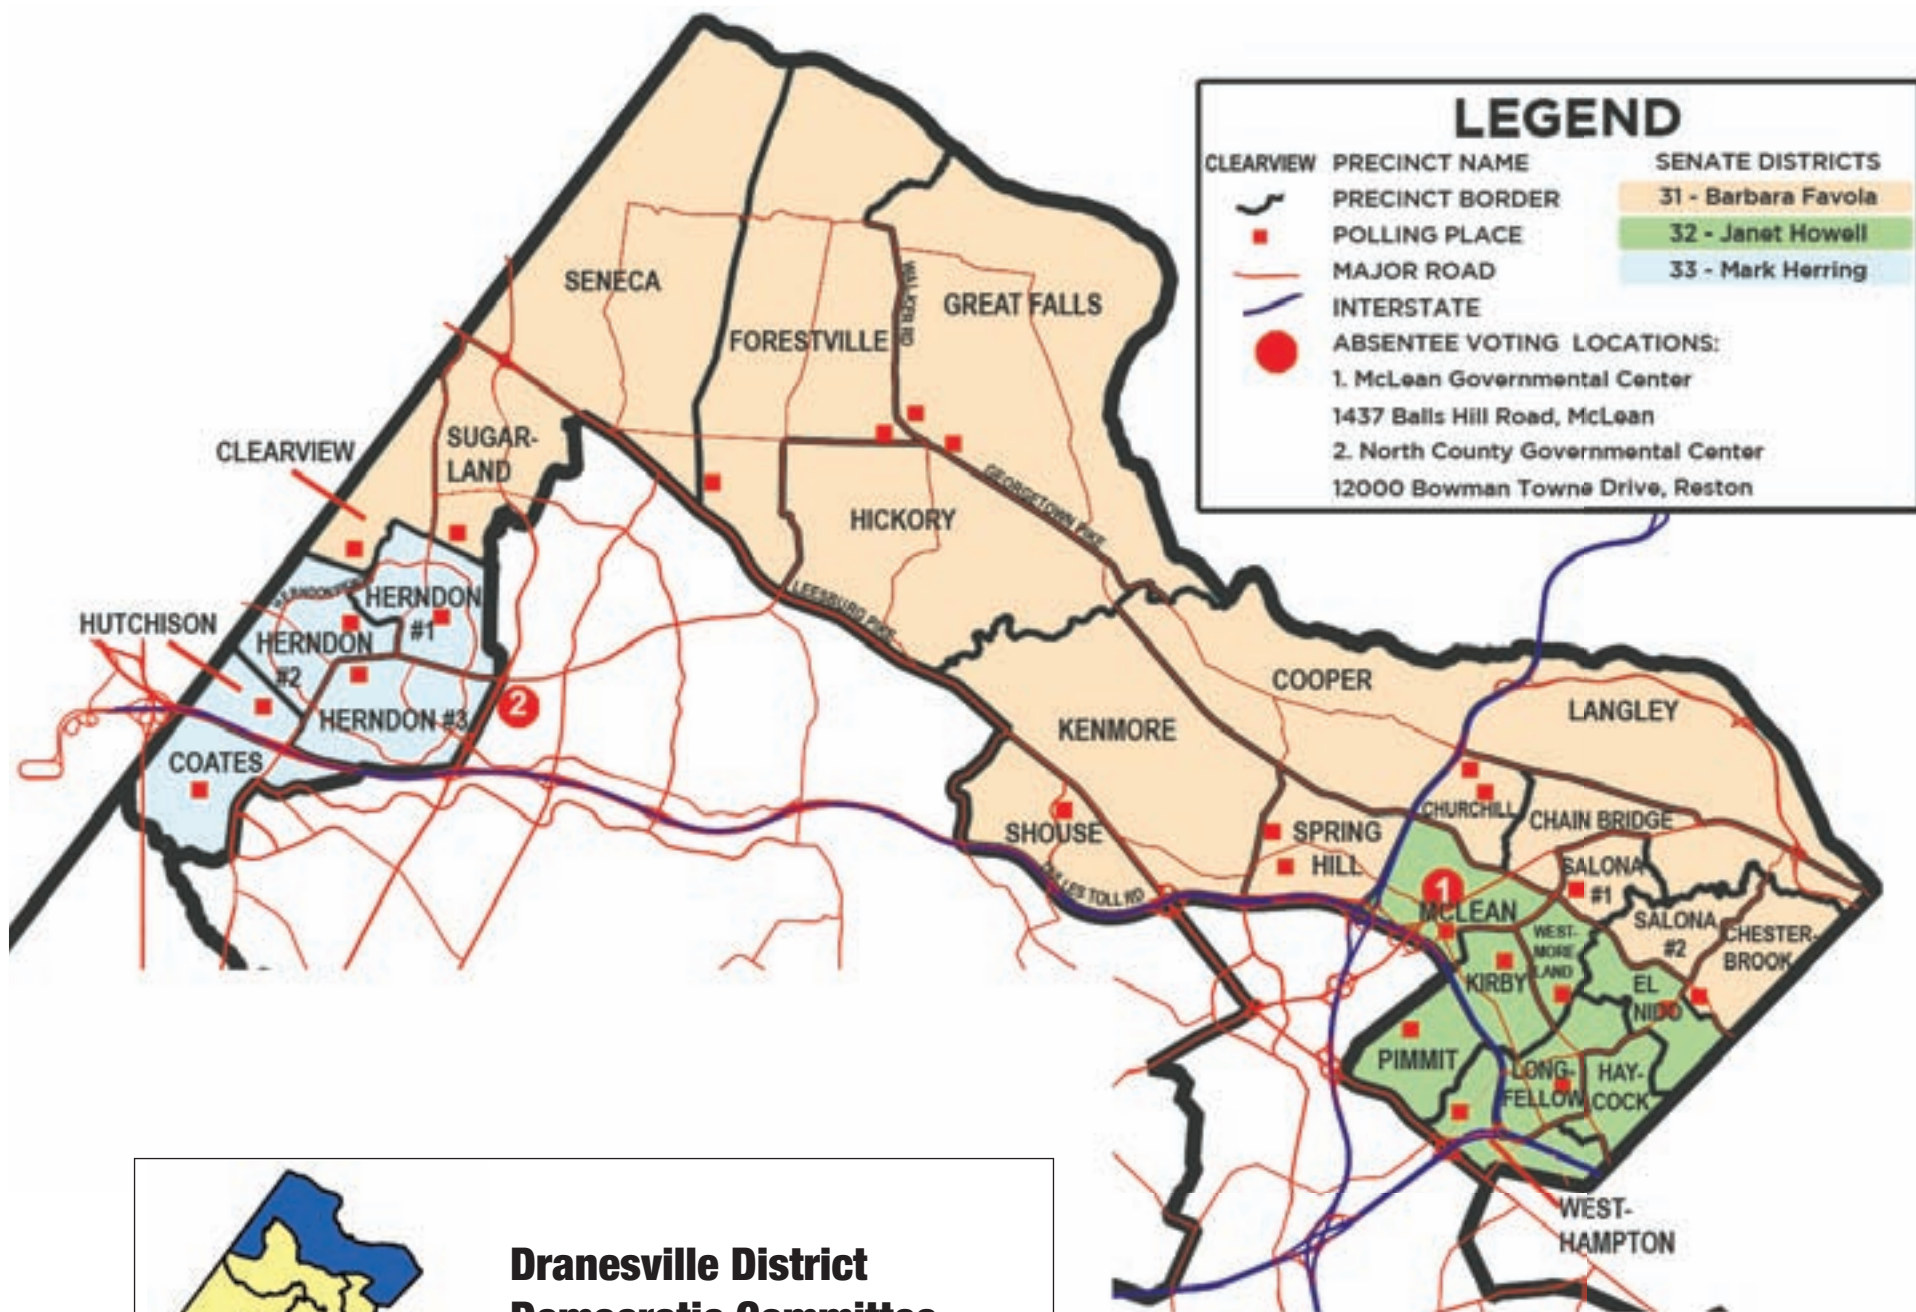 LEGEND
CLEARVIEW PRECINCT NAME
PRECINCT BORDER
POLLING PLACE
MAJOR ROAD
INTERSTATE
ABSENTEE VOTING LOCATIONS:
1. McLean Governmental Center
1437 Balls Hill Road, McLean
2. North County Governmental Center
12000 Bowman Towne Drive, Reston
SENATE DISTRICTS
31 - Barbara Favola
32 - Janet Howell
33 - Mark Herring
SENECA
FORESTVILLE
WALKER RD
GREAT FALLS
CLEARVIEW
SUGAR-
LAND
HICKORY
GEORGETOWN PIKE
LEESBURG PIKE
HUTCHISON
HERNDON
#1
HERNDON
#2
HERNDON #3
2
COATES
KENMORE
COOPER
LANGLEY
SHOUSE
DULLES TOLL RD
SPRING
HILL
CHURCHILL
CHAIN BRIDGE
SALONA
#1
1
MCLEAN
SALONA
#2
CHESTER-
BROOK
WEST-
MORE
LAND
KIRBY
EL
NIDO
PIMMIT
LONG-
FELLOW
HAY-
COCK
WEST-
HAMPTON
Dranesville District
Democratic Committee